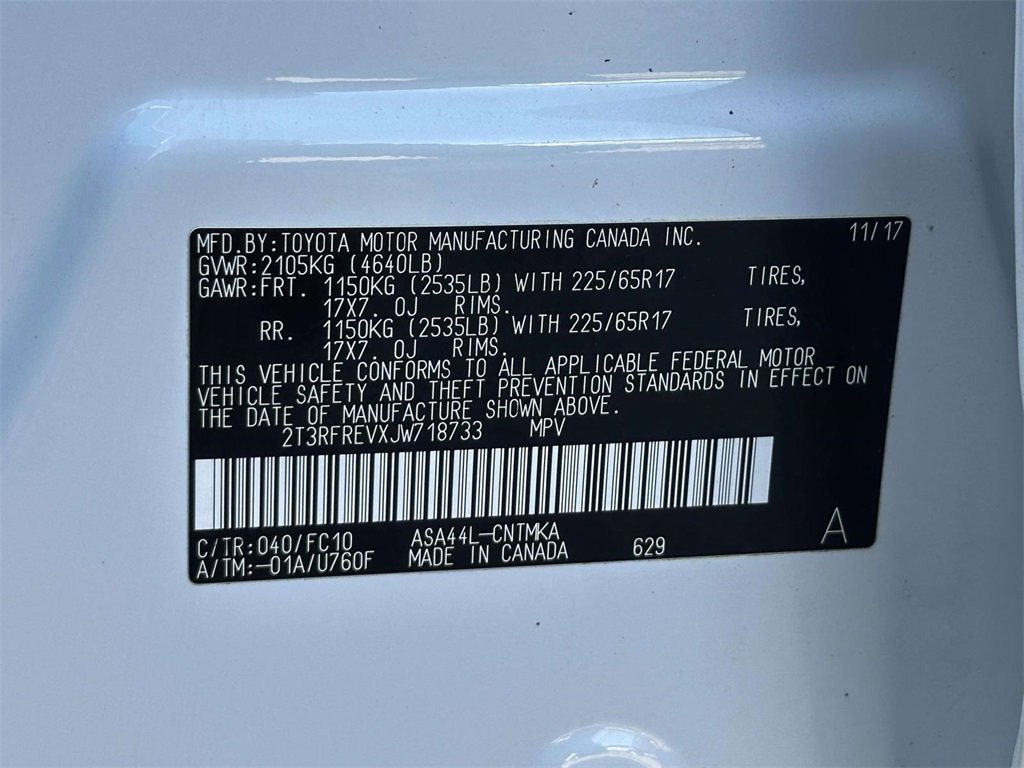 MFD.BY:TOYOTA MOTOR MANUFACTURING CANADA INC. 11/17
GVWR:2105KG (4640LB)
GAWR:FRT. 1150KG (2535LB) WITH 225/65R17 TIRES,
17X7. 0J RIMS.
RR. 1150KG (2535LB) WITH 225/65R17 TIRES,
17X7. 0J RIMS.
THIS VEHICLE CONFORMS TO ALL APPLICABLE FEDERAL MOTOR
VEHICLE SAFETY AND THEFT PREVENTION STANDARDS IN EFFECT ON
THE DATE OF MANUFACTURE SHOWN ABOVE.
2T3RFREVXJW718733 MPV
C/TR:040/FC10 ASA44L-CNTMKA
A/TM:-01A/U760F MADE IN CANADA 629 A